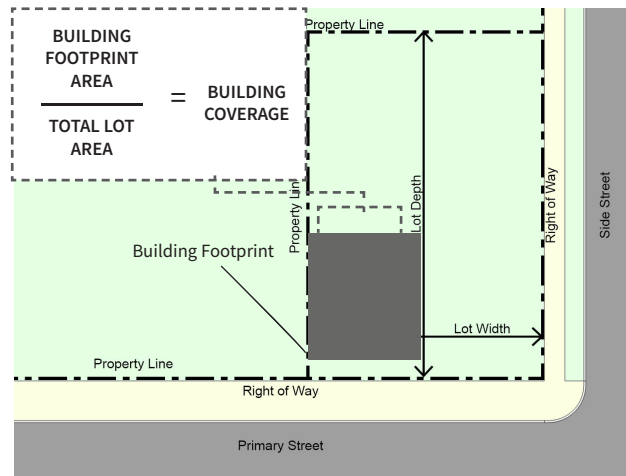 Property Line
BUILDING
FOOTPRINT
AREA
TOTAL LOT
AREA
=
BUILDING
COVERAGE
Property Line
Lot Depth
Right of Way
Side Street
Building Footprint
Lot Width
Property Line
Right of Way
Primary Street